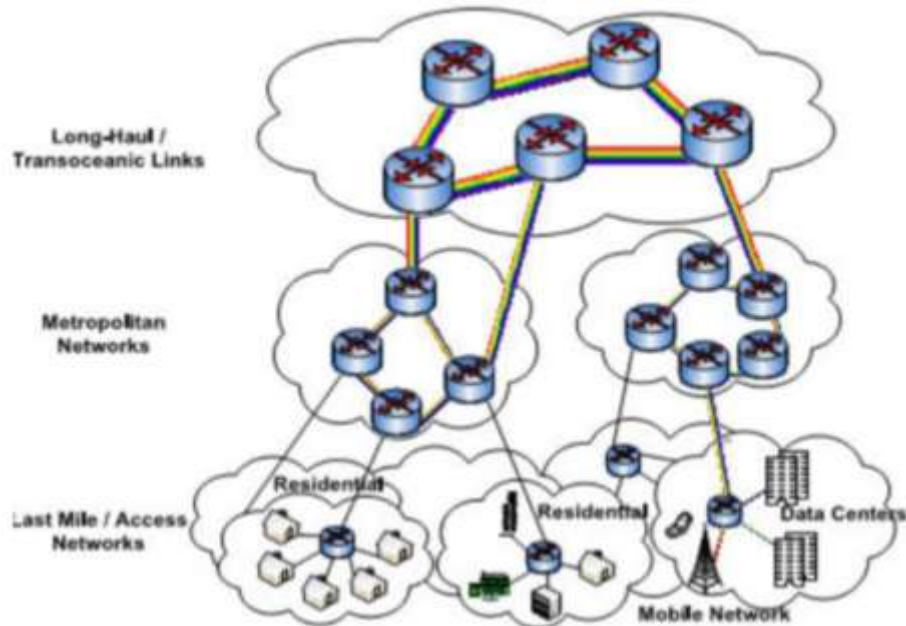 Long-Haul /
Transoceanic Links
Metropolitan
Networks
Residential
Last Mile / Access
Networks
Residential
Data Centers
Mobile Network